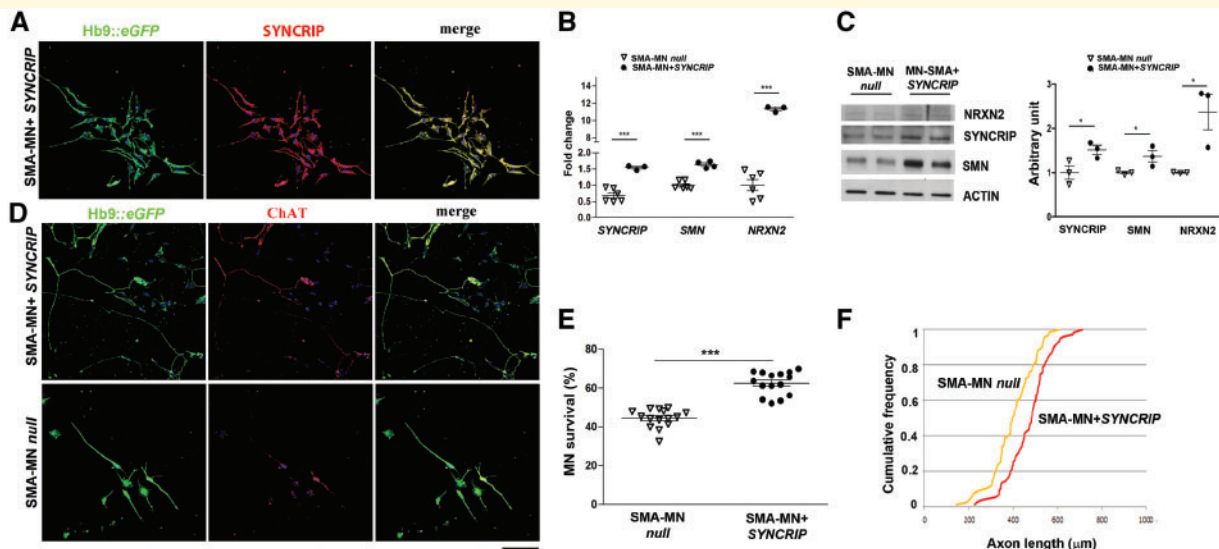 A
Hb9::eGFP
SYNCRIP
merge
SMA-MN+ SYNCRIP
B
SMA-MN null
SMA-MN+SYNCRIP
***
***
***
Fold change
12
10
8
2.0
1.5
1.0
0.5
0.0
SYNCRIP
SMN
NRXN2
C
SMA-MN null
SMA-MN+SYNCRIP
SMA-MN
null
MN-SMA+
SYNCRIP
NRXN2
SYNCRIP
SMN
ACTIN
*
*
*
Arbitrary unit
3
2
1
0
SYNCRIP
SMN
NRXN2
D
Hb9::eGFP
ChAT
merge
SMA-MN+ SYNCRIP
SMA-MN null
E
***
MN survival (%)
80
60
40
20
0
SMA-MN
null
SMA-MN+
SYNCRIP
F
Cumulative frequency
1
0.8
0.6
0.4
0.2
0
SMA-MN null
SMA-MN+SYNCRIP
0
200
400
600
800
1000
Axon length (µm)